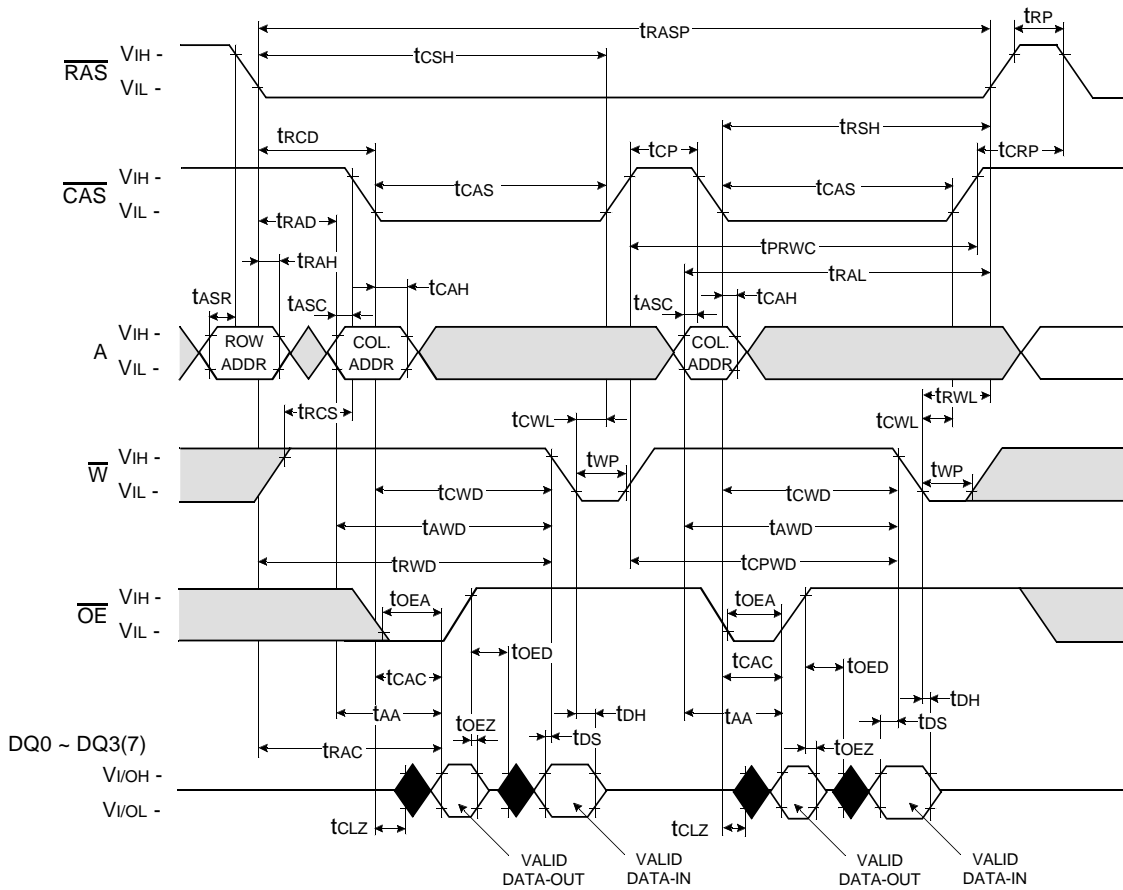 tRASP
tRP
tCSH
RAS
VIH -
VIL -
tRSH
tRCD
tCP
tCRP
CAS
VIH -
VIL -
tCAS
tCAS
tRAD
tPRWC
tRAH
tRAL
tASR
tASC
tCAH
tASC
tCAH
A
VIH -
VIL -
ROW
ADDR
COL.
ADDR
COL.
ADDR
tRCS
tCWL
tRWL
tCWL
W
VIH -
VIL -
tWP
tWP
tCWD
tCWD
tAWD
tAWD
tRWD
tCPWD
OE
VIH -
VIL -
tOEA
tOEA
tOED
tOED
tCAC
tCAC
tAA
tOEZ
tDH
tDS
tAA
tOEZ
tDH
tDS
tRAC
DQ0 ~ DQ3(7)
VI/OH -
VI/OL -
tCLZ
tCLZ
VALID
DATA-OUT
VALID
DATA-IN
VALID
DATA-OUT
VALID
DATA-IN